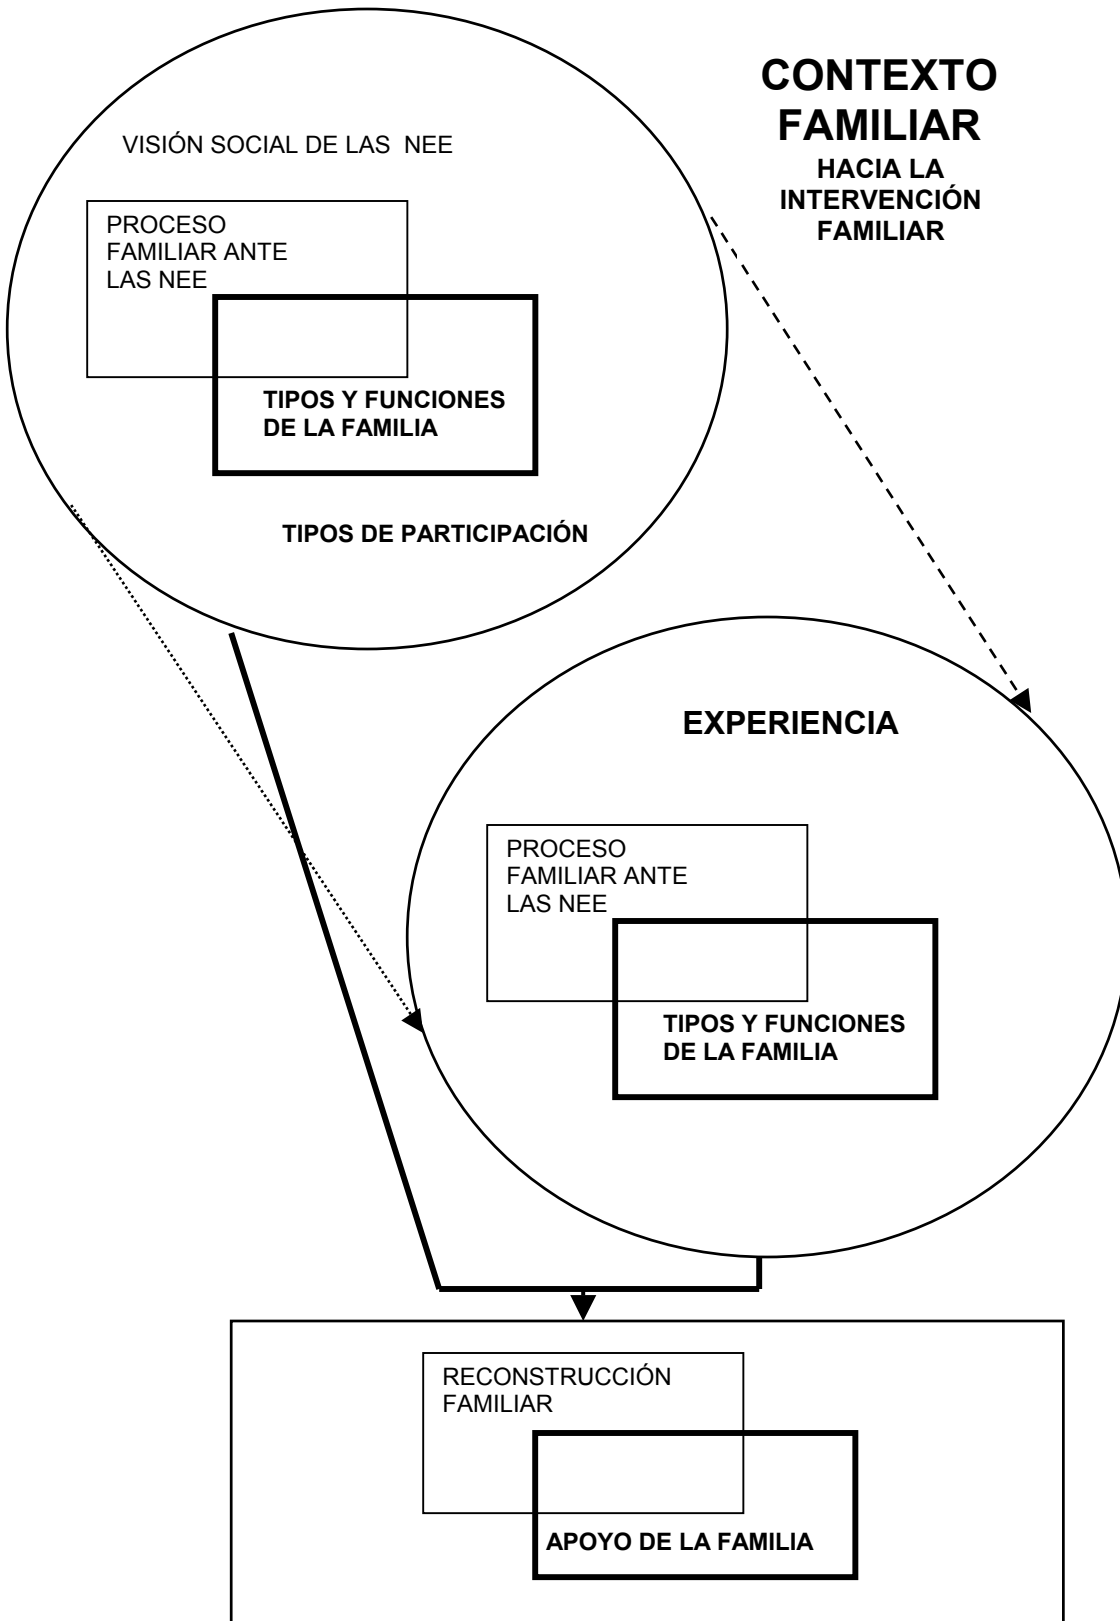 CONTEXTO
FAMILIAR
HACIA LA
INTERVENCIÓN
FAMILIAR
VISIÓN SOCIAL DE LAS NEE
PROCESO
FAMILIAR ANTE
LAS NEE
TIPOS Y FUNCIONES
DE LA FAMILIA
TIPOS DE PARTICIPACIÓN
EXPERIENCIA
PROCESO
FAMILIAR ANTE
LAS NEE
TIPOS Y FUNCIONES
DE LA FAMILIA
RECONSTRUCCIÓN
FAMILIAR
APOYO DE LA FAMILIA